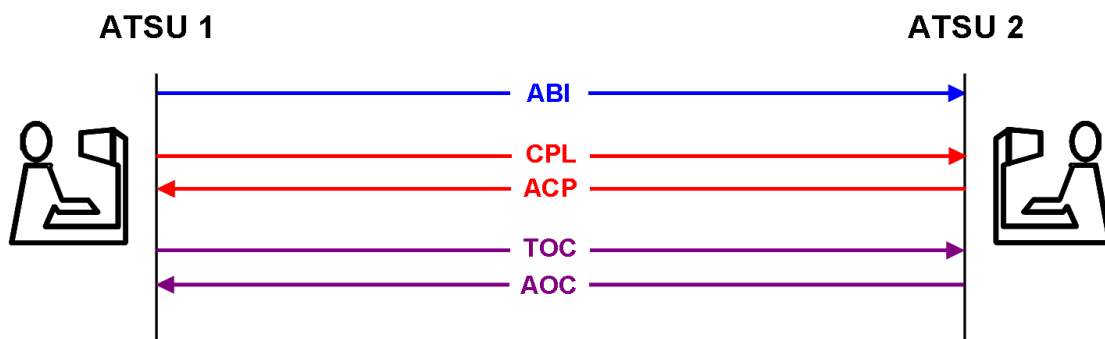 ATSU 1
ATSU 2
ABI
CPL
ACP
TOC
AOC